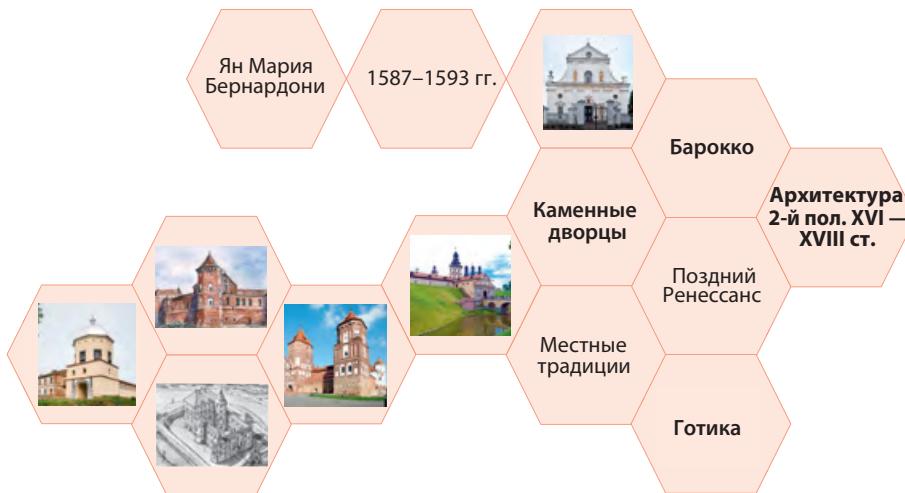 Ян Мария
Бернардони
1587–1593 гг.
Барокко
Каменные
дворцы
Архитектура
2-й пол. XVI —
XVIII ст.
Поздний
Ренессанс
Местные
традиции
Готика